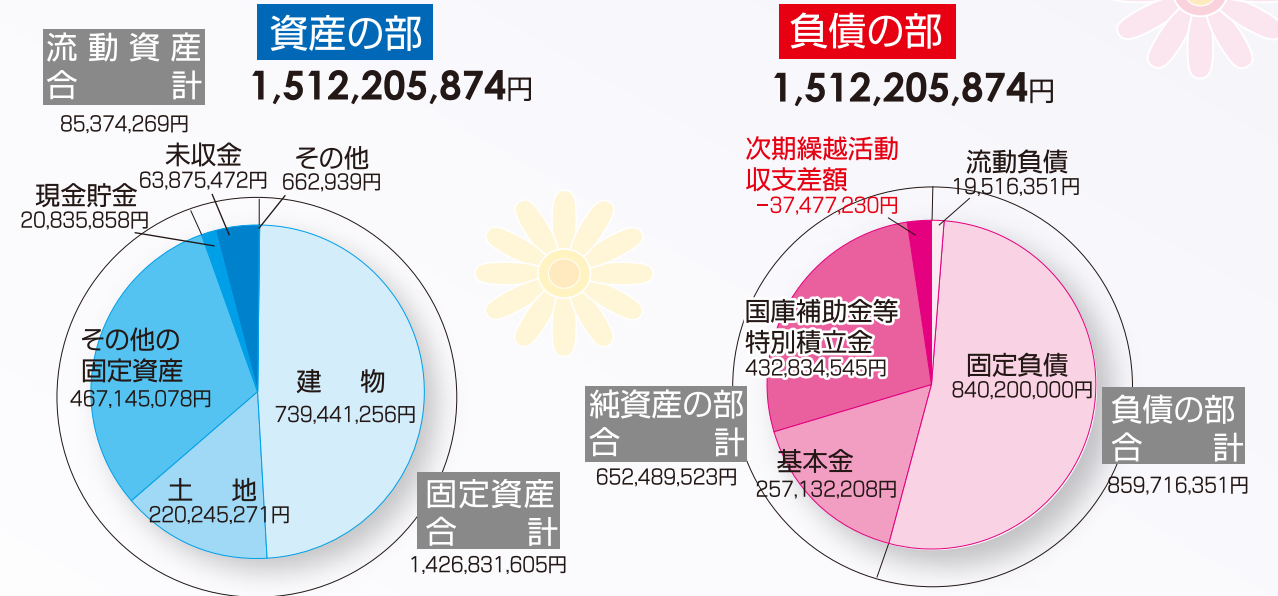 資産の部
1,512,205,874円
流動資産
合計
85,374,269円
未収金
63,875,472円
その他
662,939円
現金貯金
20,835,858円
その他の
固定資産
467,145,078円
建物
739,441,256円
土地
220,245,271円
固定資産
合計
1,426,831,605円
負債の部
1,512,205,874円
次期繰越活動
収支差額
−37,477,230円
流動負債
19,516,351円
国庫補助金等
特別積立金
432,834,545円
固定負債
840,200,000円
純資産の部
合計
652,489,523円
基本金
257,132,208円
負債の部
合計
859,716,351円